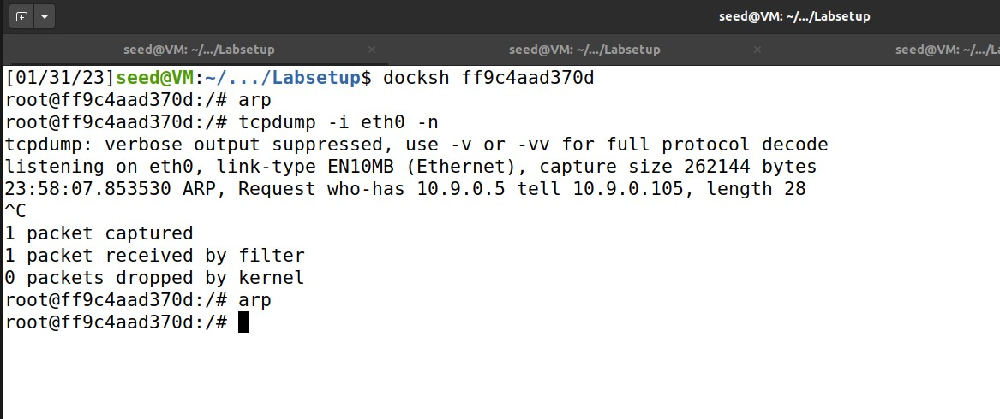 seed@VM: ~/.../Labsetup
seed@VM: ~/.../Labsetup
seed@VM: ~/.../Labsetup
seed@VM: ~/.../La
[01/31/23]seed@VM:~/.../Labsetup$ docksh ff9c4aad370d
root@ff9c4aad370d:/# arp
root@ff9c4aad370d:/# tcpdump -i eth0 -n
tcpdump: verbose output suppressed, use -v or -vv for full protocol decode
listening on eth0, link-type EN10MB (Ethernet), capture size 262144 bytes
23:58:07.853530 ARP, Request who-has 10.9.0.5 tell 10.9.0.105, length 28
^C
1 packet captured
1 packet received by filter
0 packets dropped by kernel
root@ff9c4aad370d:/# arp
root@ff9c4aad370d:/#